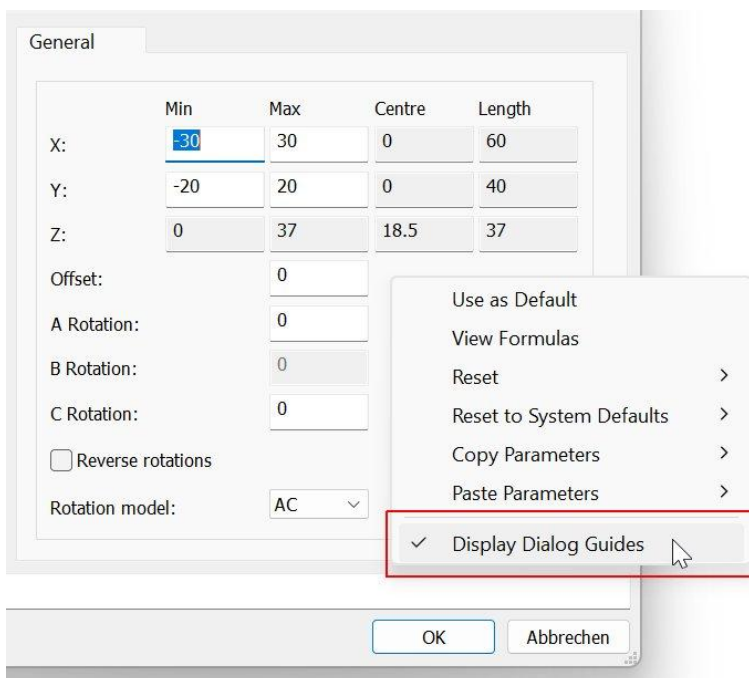 General
Min Max Centre Length
X: -30 30 0 60
Y: -20 20 0 40
Z: 0 37 18.5 37
Offset: 0
A Rotation: 0
B Rotation: 0
C Rotation: 0
Reverse rotations
Rotation model: AC
Use as Default
View Formulas
Reset
Reset to System Defaults
Copy Parameters
Paste Parameters
Display Dialog Guides
OK Abbrechen